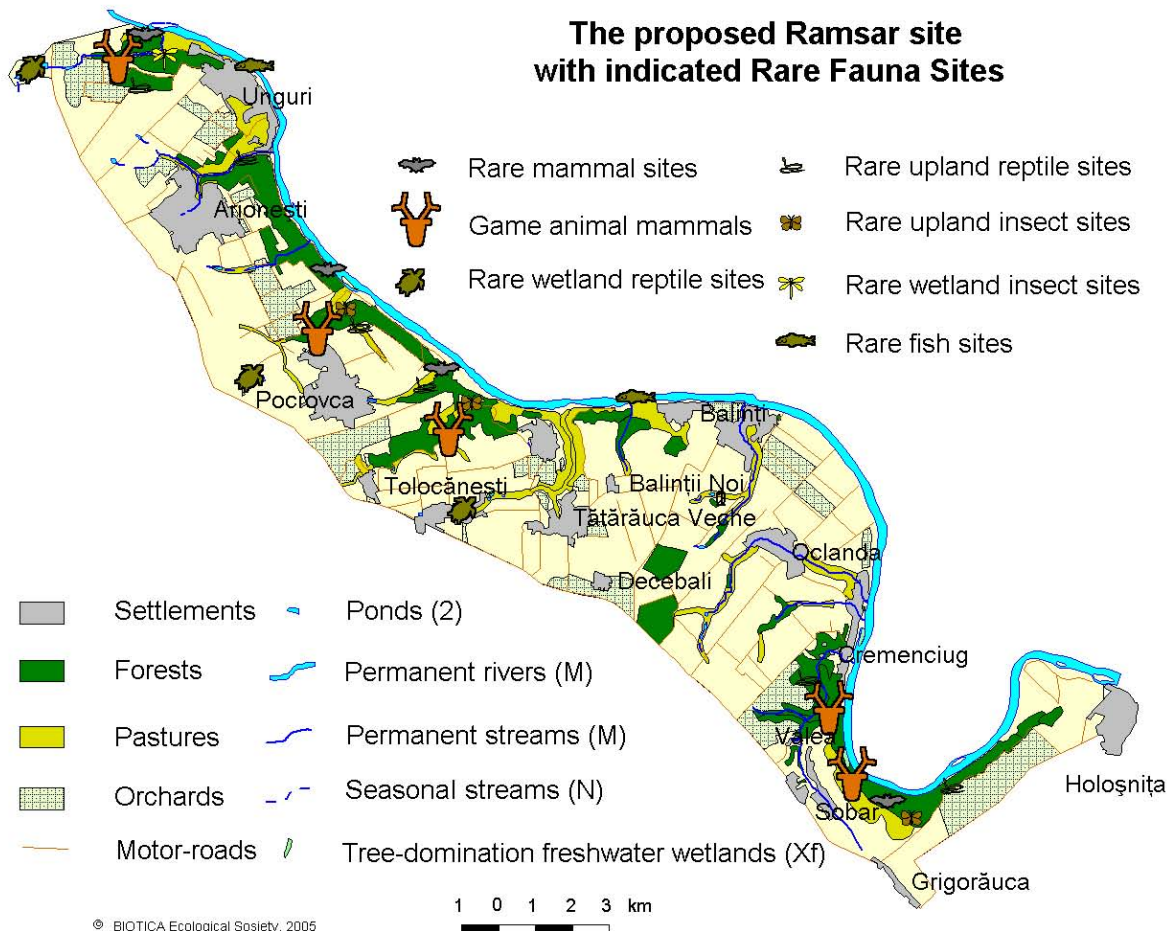 The proposed Ramsar site
with indicated Rare Fauna Sites
Unguri
Rare mammal sites
Rare upland reptile sites
Arionești
Game animal mammals
Rare upland insect sites
Rare wetland reptile sites
Rare wetland insect sites
Rare fish sites
Pocrovca
Balinți
Tolocănești
Balinții Noi
Tătărăuca Veche
Oclanda
Decebali
Settlements
Ponds (2)
Forests
Permanent rivers (M)
Cremenciug
Pastures
Permanent streams (M)
Valea
Orchards
Seasonal streams (N)
Holoșnița
Sobar
Motor-roads
Tree-domination freshwater wetlands (Xf)
Grigorăuca
1 0 1 2 3 km
© BIOTICA Ecological Sosiety, 2005